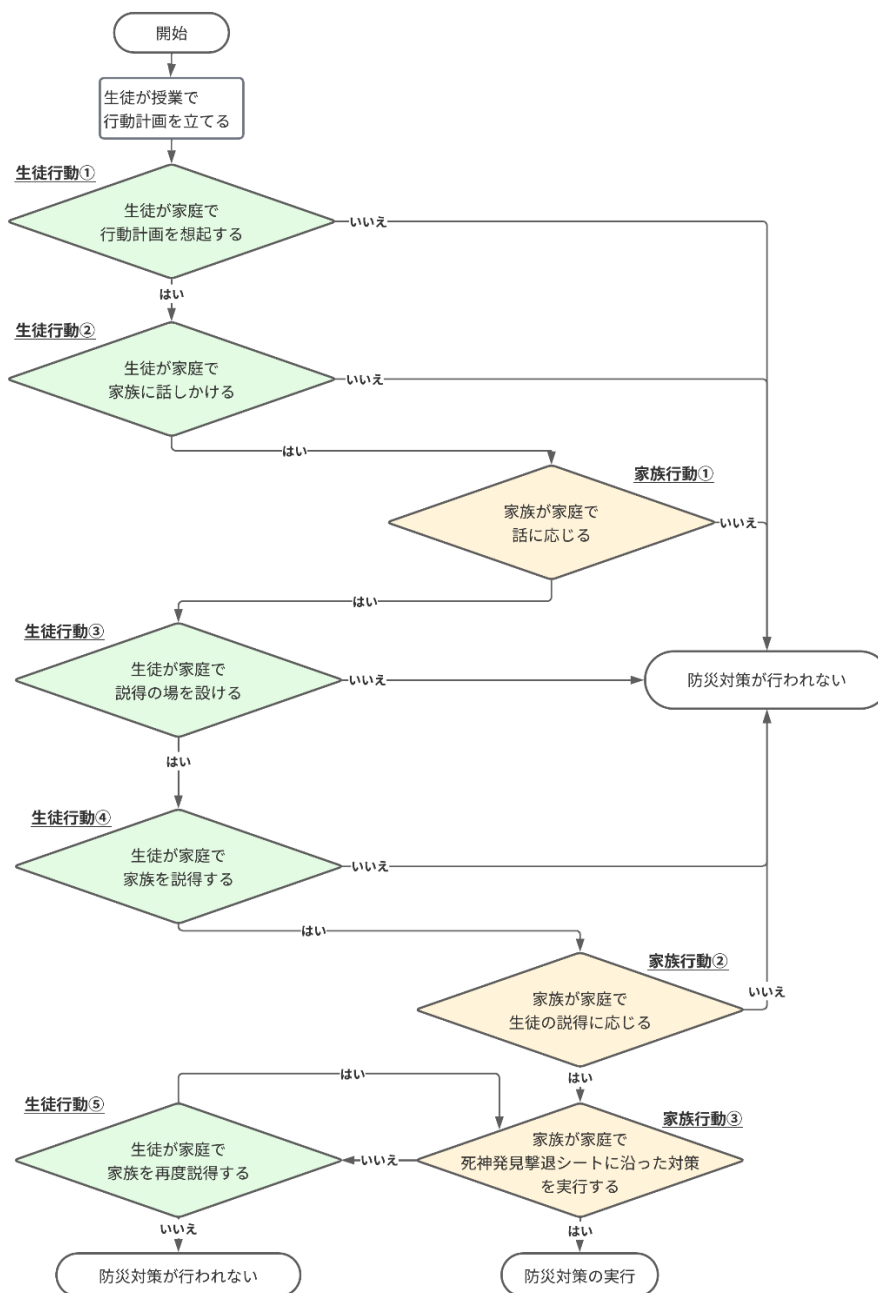 開始
生徒が授業で
行動計画を立てる
生徒行動①
生徒が家庭で
行動計画を想起する
いいえ
はい
生徒行動②
生徒が家庭で
家族に話しかける
いいえ
はい
家族行動①
家族が家庭で
話に応じる
いいえ
はい
生徒行動③
生徒が家庭で
説得の場を設ける
いいえ
防災対策が行われない
はい
生徒行動④
生徒が家庭で
家族を説得する
いいえ
はい
家族行動②
家族が家庭で
生徒の説得に応じる
いいえ
はい
はい
生徒行動⑤
生徒が家庭で
家族を再度説得する
いいえ
家族行動③
家族が家庭で
死神発見撃退シートに沿った対策
を実行する
いいえ
はい
防災対策が行われない
防災対策の実行